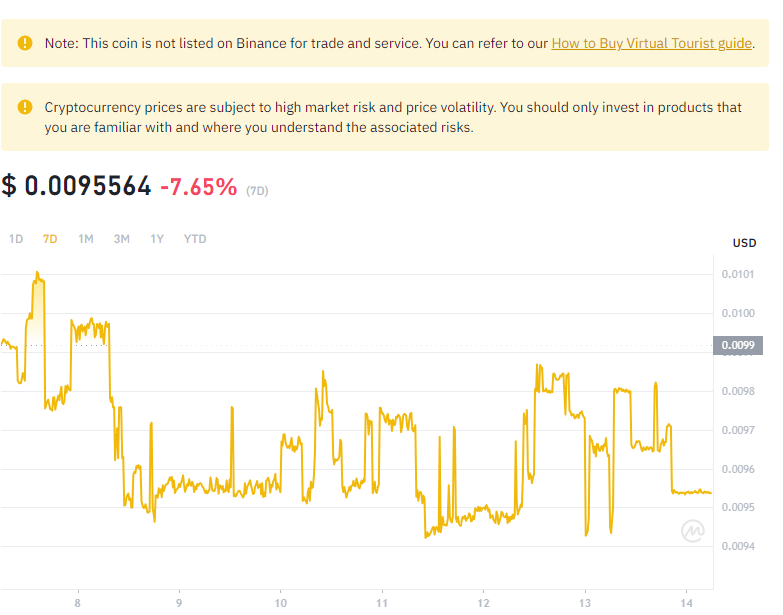 Note: This coin is not listed on Binance for trade and service. You can refer to our How to Buy Virtual Tourist guide.
Cryptocurrency prices are subject to high market risk and price volatility. You should only invest in products that
you are familiar with and where you understand the associated risks.
$ 0.0095564 -7.65% (7D)
1D 7D 1M 3M 1Y YTD
USD
0.0101
0.0100
0.0099
0.0098
0.0097
0.0096
0.0095
0.0094
8 9 10 11 12 13 14